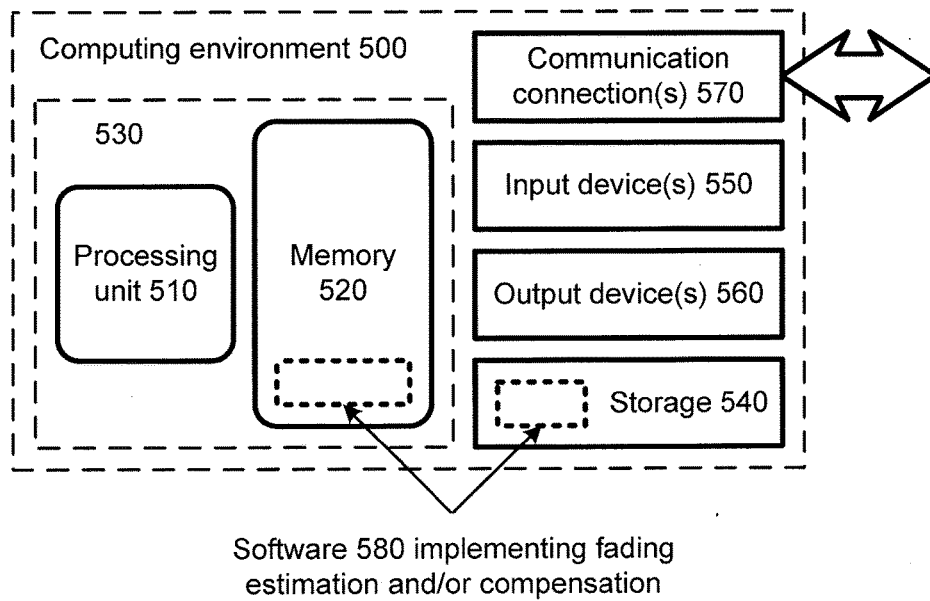 Computing environment 500
Communication
connection(s) 570
530
Input device(s) 550
Processing
unit 510
Memory
520
Output device(s) 560
Storage 540
Software 580 implementing fading
estimation and/or compensation